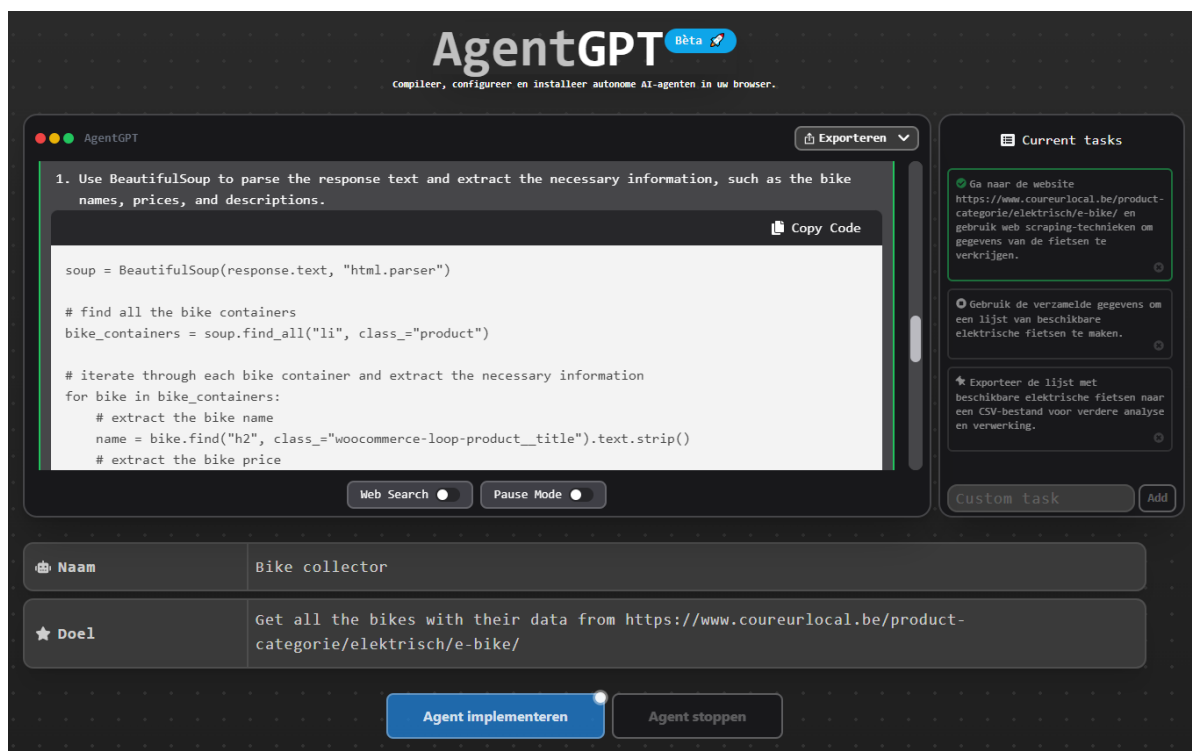 AgentGPT Bèta 🚀
Compileer, configureer en installeer autonome AI-agenten in uw browser.
AgentGPT
Exporteren
1. Use BeautifulSoup to parse the response text and extract the necessary information, such as the bike
names, prices, and descriptions.
Copy Code
soup = BeautifulSoup(response.text, "html.parser")
# find all the bike containers
bike_containers = soup.find_all("li", class_="product")
# iterate through each bike container and extract the necessary information
for bike in bike_containers:
    # extract the bike name
    name = bike.find("h2", class_="woocommerce-loop-product__title").text.strip()
    # extract the bike price
Web Search
Pause Mode
Current tasks
Ga naar de website
https://www.coureurlocal.be/product-
categorie/elektrisch/e-bike/ en
gebruik web scraping-technieken om
gegevens van de fietsen te
verkrijgen.
Gebruik de verzamelde gegevens om
een lijst van beschikbare
elektrische fietsen te maken.
Exporteer de lijst met
beschikbare elektrische fietsen naar
een CSV-bestand voor verdere analyse
en verwerking.
Custom task
Add
Naam
Bike collector
Doel
Get all the bikes with their data from https://www.coureurlocal.be/product-
categorie/elektrisch/e-bike/
Agent implementeren
Agent stoppen